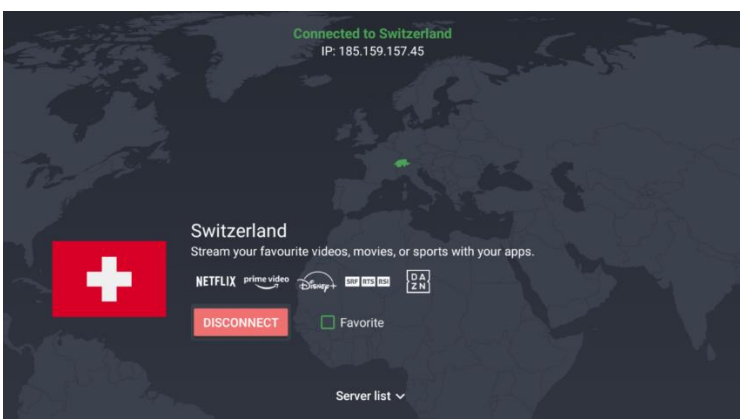 Connected to Switzerland
IP: 185.159.157.45
Switzerland
Stream your favourite videos, movies, or sports with your apps.
NETFLIX prime video Disney+ SRF RTS RSI DAZN
DISCONNECT Favorite
Server list